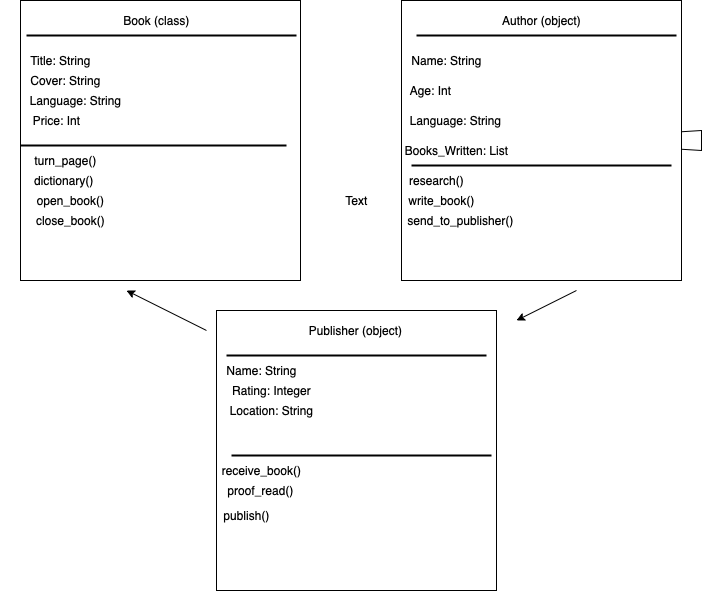 Book (class)
Title: String
Cover: String
Language: String
Price: Int
turn_page()
dictionary()
open_book()
close_book()
Text
Author (object)
Name: String
Age: Int
Language: String
Books_Written: List
research()
write_book()
send_to_publisher()
Publisher (object)
Name: String
Rating: Integer
Location: String
receive_book()
proof_read()
publish()